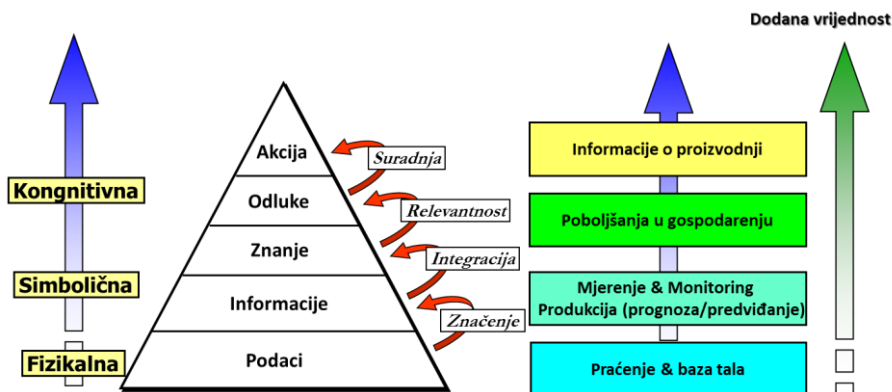 Dodana vrijednost
Kongnitivna
Simbolična
Fizikalna
Akcija
Odluke
Znanje
Informacije
Podaci
Suradnja
Relevantnost
Integracija
Značenje
Informacije o proizvodnji
Poboljšanja u gospodarenju
Mjerenje & Monitoring
Produkcija (prognoza/predviđanje)
Praćenje & baza tala